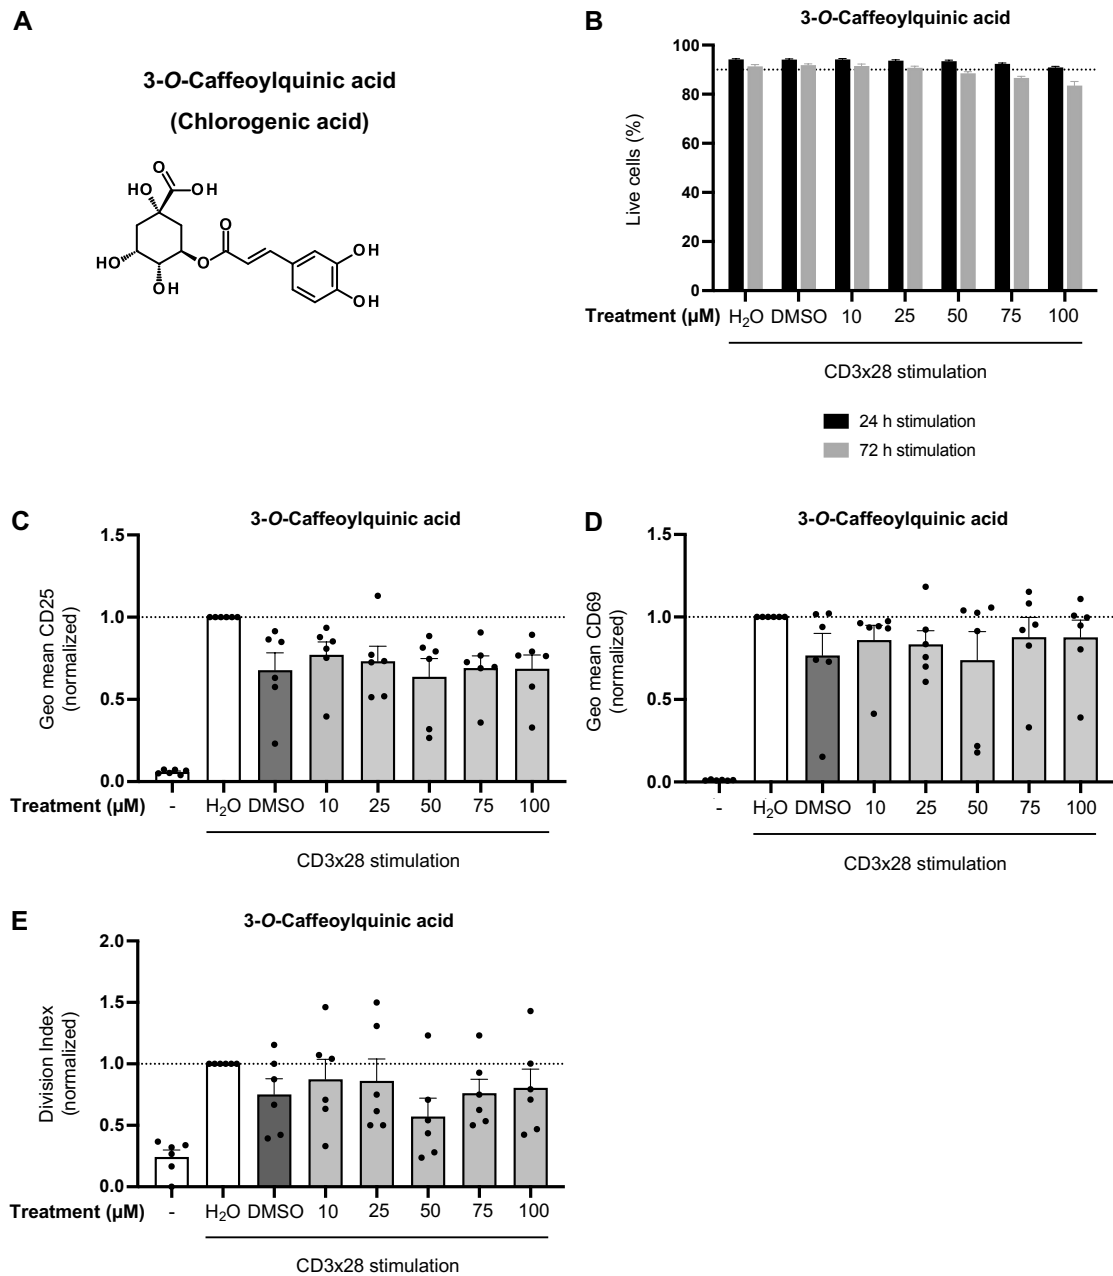 A
3-O-Caffeoylquinic acid
(Chlorogenic acid)
O
HO
OH
O
HO
O
OH
OH
OH
B
3-O-Caffeoylquinic acid
Live cells (%)
100
80
60
40
20
0
Treatment (µM) H2O DMSO 10 25 50 75 100
CD3x28 stimulation
24 h stimulation
72 h stimulation
C
3-O-Caffeoylquinic acid
Geo mean CD25
(normalized)
1.5
1.0
0.5
0.0
Treatment (µM) - H2O DMSO 10 25 50 75 100
CD3x28 stimulation
D
3-O-Caffeoylquinic acid
Geo mean CD69
(normalized)
1.5
1.0
0.5
0.0
- H2O DMSO 10 25 50 75 100
CD3x28 stimulation
E
3-O-Caffeoylquinic acid
Division Index
(normalized)
2.0
1.5
1.0
0.5
0.0
Treatment (µM) - H2O DMSO 10 25 50 75 100
CD3x28 stimulation